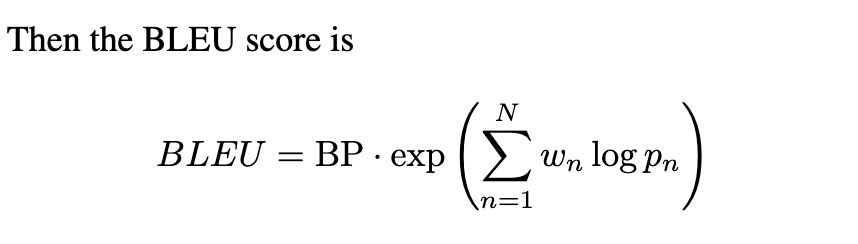 Then the BLEU score is
BLEU = BP · exp ( ∑_{n=1}^{N} w_n log p_n )